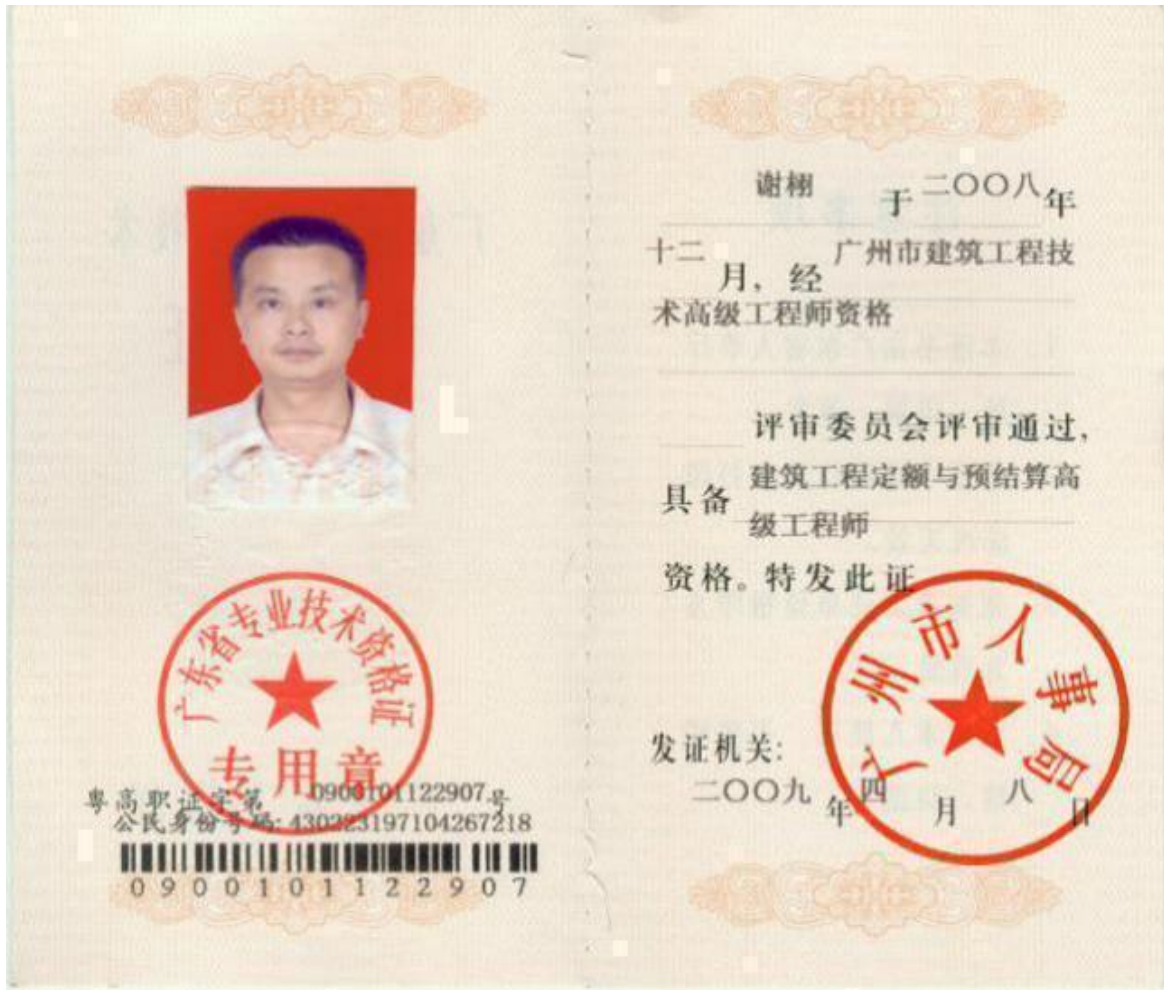 广东省专业技术资格证
专用章
粤高职证字第 0900101122907号
公民身份号码: 430223197104267218
0900101122907
谢栩 于 二〇〇八 年
十二 月, 经 广州市建筑工程技
术高级工程师资格
评审委员会评审通过,
具备 建筑工程定额与预结算高
级工程师
资格。特发此证
广州市人事局
发证机关:
二〇〇九 年 四 月 八 日